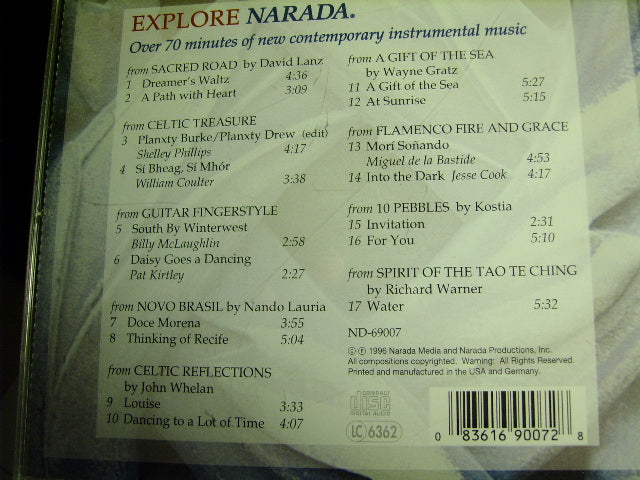 EXPLORE NARADA.
Over 70 minutes of new contemporary instrumental music
from SACRED ROAD by David Lanz
1 Dreamer's Waltz 4:36
2 A Path with Heart 3:09
from CELTIC TREASURE
3 Planxty Burke/Planxty Drew (edit)
Shelley Phillips 4:17
4 Sí Bheag, Sí Mhór
William Coulter 3:38
from GUITAR FINGERSTYLE
5 South By Winterwest
Billy McLaughlin 2:58
6 Daisy Goes a Dancing
Pat Kirtley 2:27
from NOVO BRASIL by Nando Lauria
7 Doce Morena 3:55
8 Thinking of Recife 5:04
from CELTIC REFLECTIONS
by John Whelan
9 Louise 3:33
10 Dancing to a Lot of Time 4:07
from A GIFT OF THE SEA
by Wayne Gratz
11 A Gift of the Sea 5:27
12 At Sunrise 5:15
from FLAMENCO FIRE AND GRACE
13 Morí Soñando
Miguel de la Bastide 4:53
14 Into the Dark Jesse Cook 4:17
from 10 PEBBLES by Kostia
15 Invitation 2:31
16 For You 5:10
from SPIRIT OF THE TAO TE CHING
by Richard Warner
17 Water 5:32
ND-69007
© ℗ 1996 Narada Media and Narada Productions, Inc.
All compositions copyrighted. Warning: All Rights Reserved.
Printed and manufactured in the USA and Germany.
COMPACT
disc
DIGITAL AUDIO
LC 6362
0 83616 90072 8